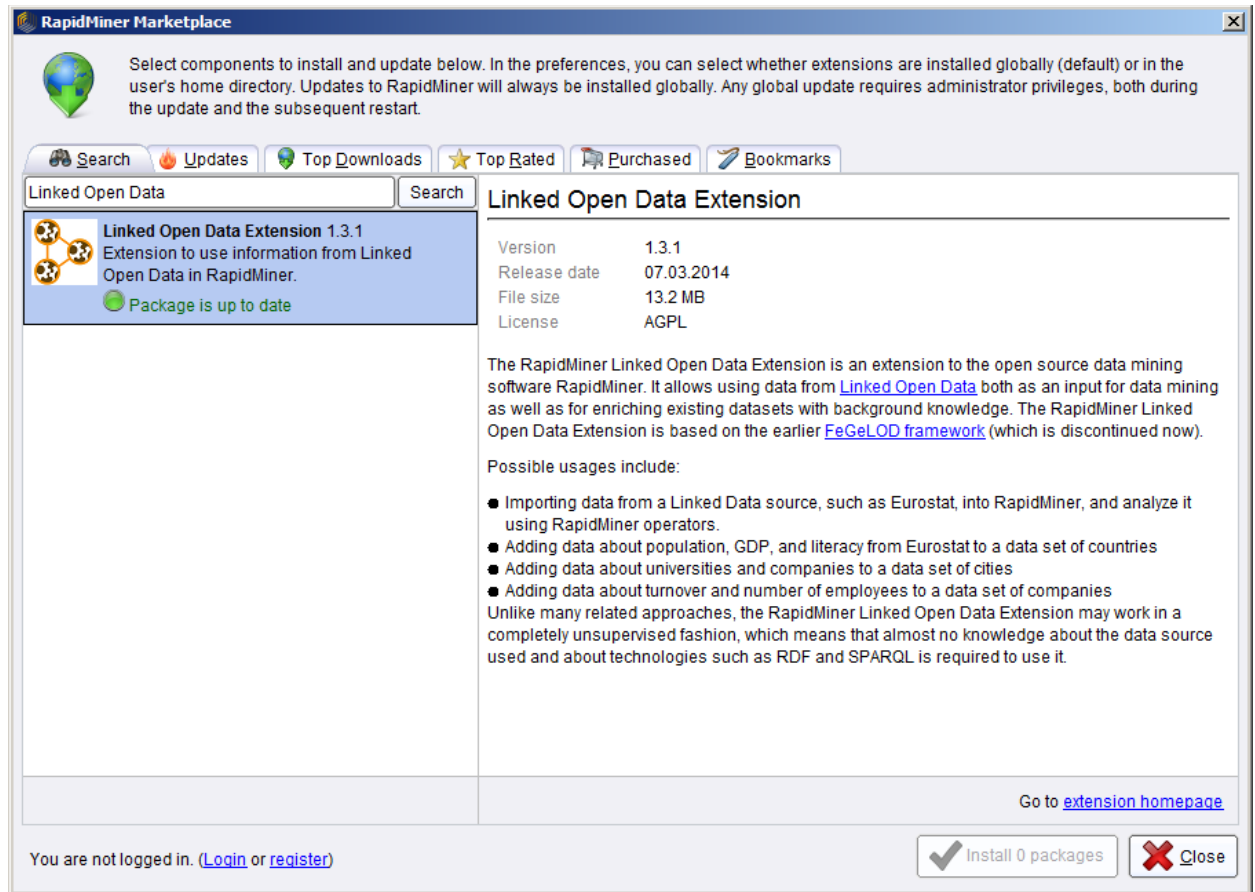 RapidMiner Marketplace
Select components to install and update below. In the preferences, you can select whether extensions are installed globally (default) or in the
user's home directory. Updates to RapidMiner will always be installed globally. Any global update requires administrator privileges, both during
the update and the subsequent restart.
Search Updates Top Downloads Top Rated Purchased Bookmarks
Linked Open Data Search
Linked Open Data Extension 1.3.1
Extension to use information from Linked
Open Data in RapidMiner.
Package is up to date
Linked Open Data Extension
Version 1.3.1
Release date 07.03.2014
File size 13.2 MB
License AGPL
The RapidMiner Linked Open Data Extension is an extension to the open source data mining
software RapidMiner. It allows using data from Linked Open Data both as an input for data mining
as well as for enriching existing datasets with background knowledge. The RapidMiner Linked
Open Data Extension is based on the earlier FeGeLOD framework (which is discontinued now).
Possible usages include:
● Importing data from a Linked Data source, such as Eurostat, into RapidMiner, and analyze it
using RapidMiner operators.
● Adding data about population, GDP, and literacy from Eurostat to a data set of countries
● Adding data about universities and companies to a data set of cities
● Adding data about turnover and number of employees to a data set of companies
Unlike many related approaches, the RapidMiner Linked Open Data Extension may work in a
completely unsupervised fashion, which means that almost no knowledge about the data source
used and about technologies such as RDF and SPARQL is required to use it.
Go to extension homepage
You are not logged in. (Login or register)
Install 0 packages
Close